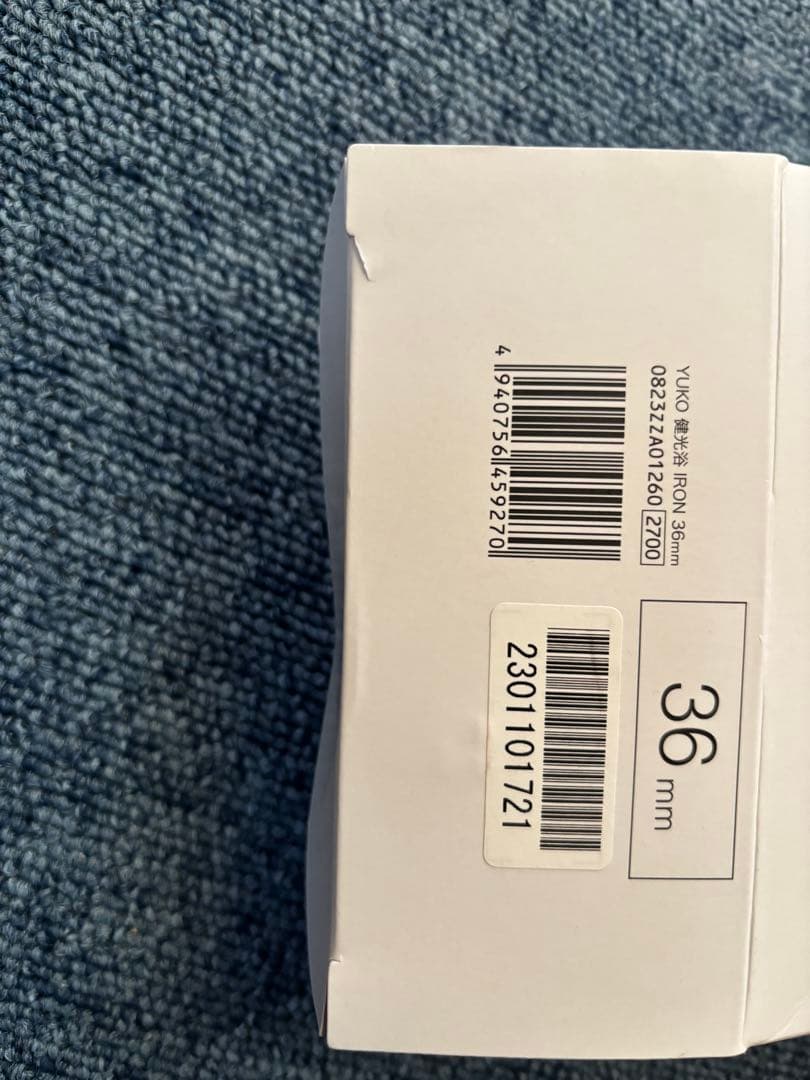 YUKO 健光浴 IRON 36mm
0823ZZA01260 2700
4 940756 459270
36 mm
2301101721